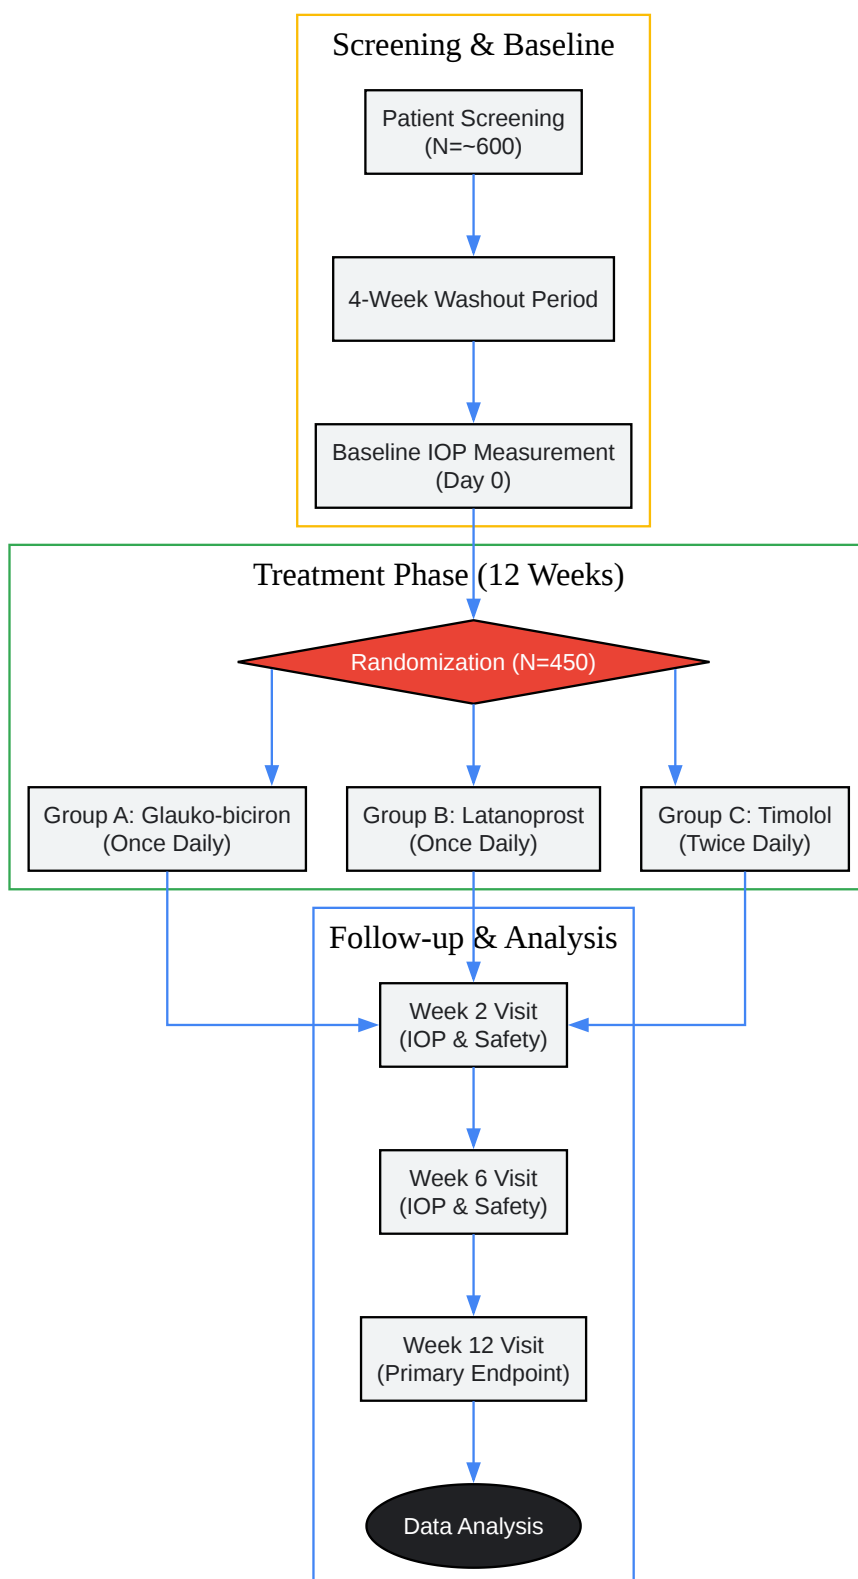 Screening & Baseline
Patient Screening
(N=~600)
4-Week Washout Period
Baseline IOP Measurement
(Day 0)
Treatment Phase (12 Weeks)
Randomization (N=450)
Group A: Glauko-biciron
(Once Daily)
Group B: Latanoprost
(Once Daily)
Group C: Timolol
(Twice Daily)
Follow-up & Analysis
Week 2 Visit
(IOP & Safety)
Week 6 Visit
(IOP & Safety)
Week 12 Visit
(Primary Endpoint)
Data Analysis